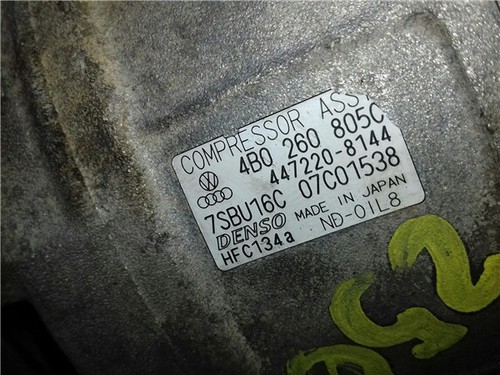 COMPRESSOR ASS
4B0 260 805C
447220-8144
7SBU16C 07C01538
DENSO MADE IN JAPAN
HFC134a ND-OIL8